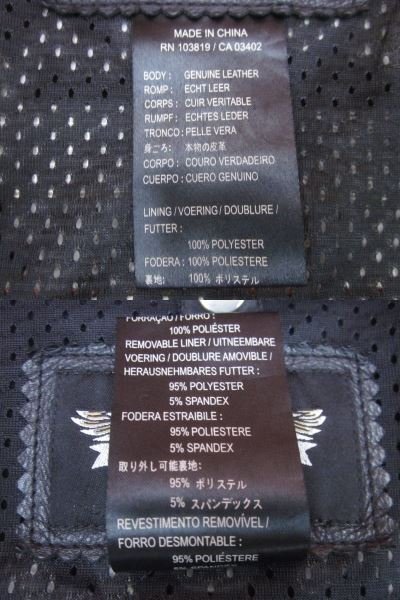 MADE IN CHINA
RN 103819 / CA 03402
BODY : GENUINE LEATHER
ROMP : ECHT LEER
CORPS : CUIR VERITABLE
RUMPF : ECHTES LEDER
TRONCO : PELLE VERA
身ごろ: 本物の皮革
CORPO : COURO VERDADEIRO
CUERPO : CUERO GENUINO
LINING / VOERING / DOUBLURE /
FUTTER :
100% POLYESTER
FODERA : 100% POLIESTERE
裏地: 100% ポリステル
FORRAÇÃO / FORRO :
100% POLIÉSTER
REMOVABLE LINER / UITNEEMBARE
VOERING / DOUBLURE AMOVIBLE /
HERAUSNEHMBARES FUTTER :
95% POLYESTER
5% SPANDEX
FODERA ESTRAIBILE :
95% POLIESTERE
5% SPANDEX
取り外し可能裏地:
95% ポリステル
5% スパンデックス
REVESTIMENTO REMOVÍVEL /
FORRO DESMONTABLE :
95% POLIÉSTER
5% SPANDEX